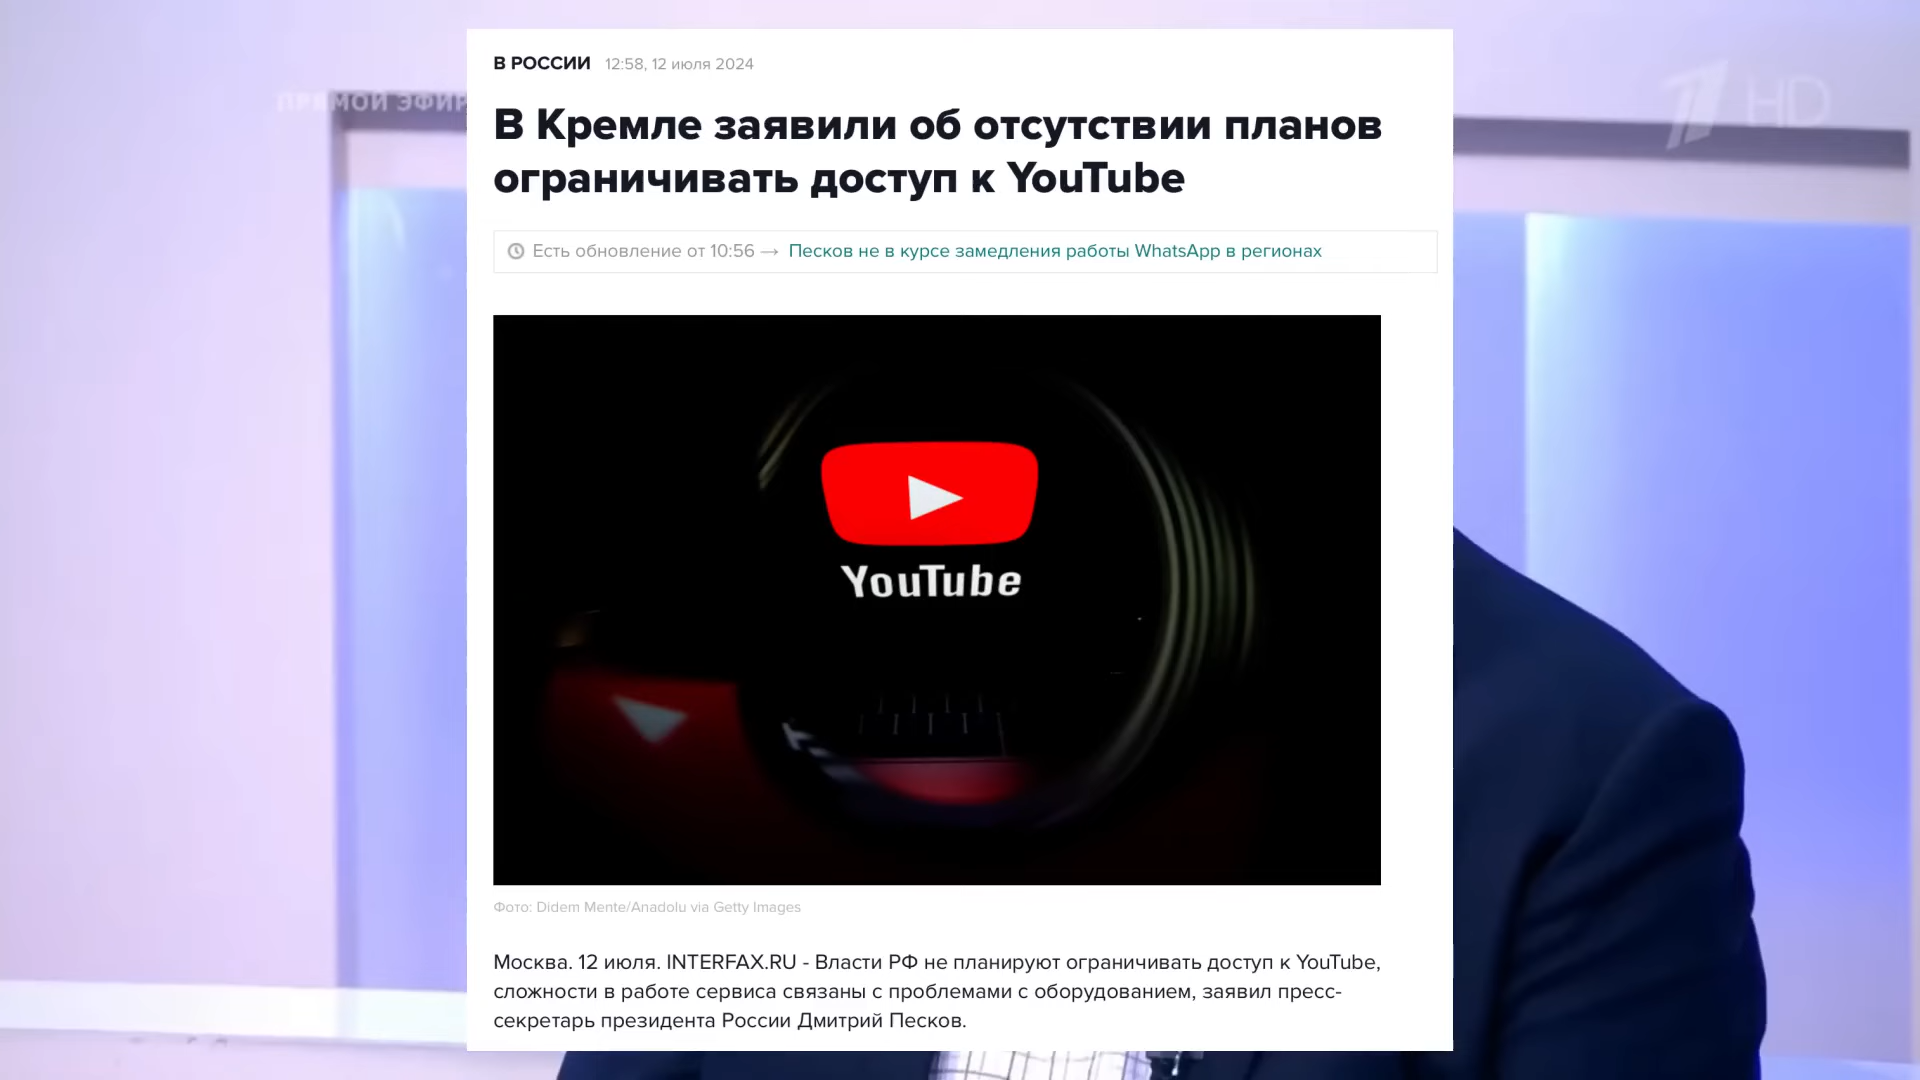 В РОССИИ 12:58, 12 июля 2024
ПРЯМОЙ ЭФИР
HD
В Кремле заявили об отсутствии планов
ограничивать доступ к YouTube
Есть обновление от 10:56 → Песков не в курсе замедления работы WhatsApp в регионах
YouTube
Фото: Didem Mente/Anadolu via Getty Images
Москва. 12 июля. INTERFAX.RU - Власти РФ не планируют ограничивать доступ к YouTube,
сложности в работе сервиса связаны с проблемами с оборудованием, заявил пресс-
секретарь президента России Дмитрий Песков.